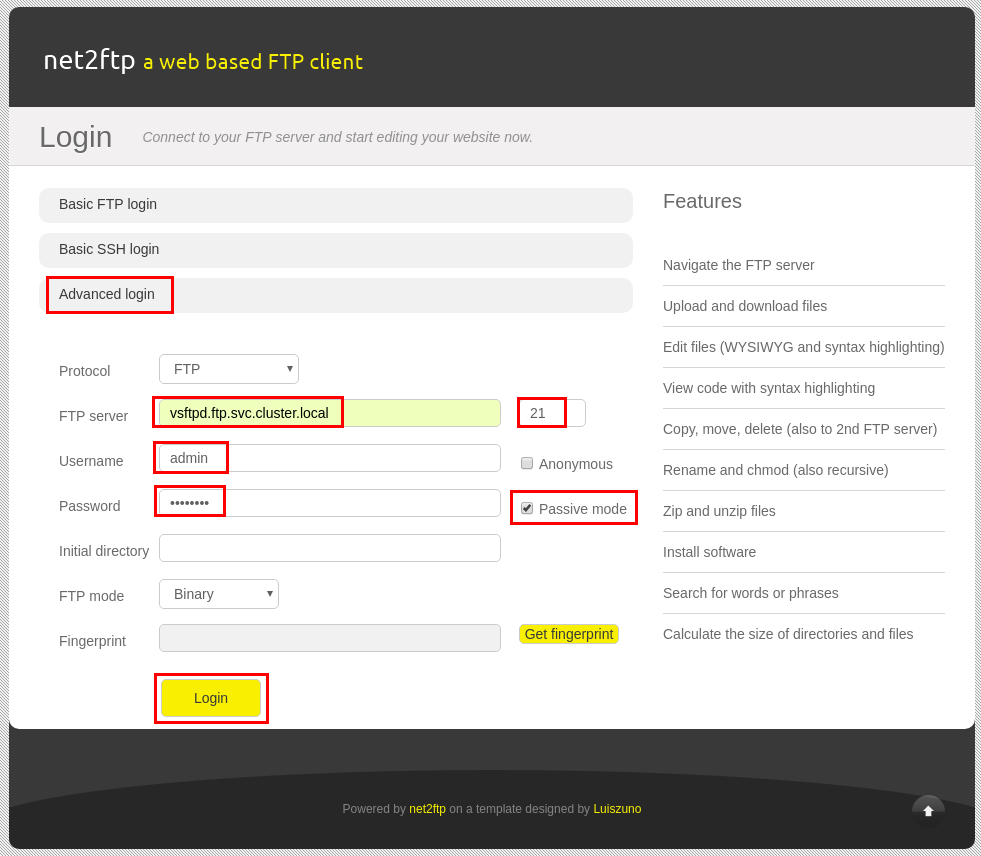 net2ftp a web based FTP client
Login Connect to your FTP server and start editing your website now.
Basic FTP login
Basic SSH login
Advanced login
Protocol FTP
FTP server vsftpd.ftp.svc.cluster.local 21
Username admin Anonymous
Password •••••••• Passive mode
Initial directory
FTP mode Binary
Fingerprint Get fingerprint
Login
Features
Navigate the FTP server
Upload and download files
Edit files (WYSIWYG and syntax highlighting)
View code with syntax highlighting
Copy, move, delete (also to 2nd FTP server)
Rename and chmod (also recursive)
Zip and unzip files
Install software
Search for words or phrases
Calculate the size of directories and files
Powered by net2ftp on a template designed by Luiszuno